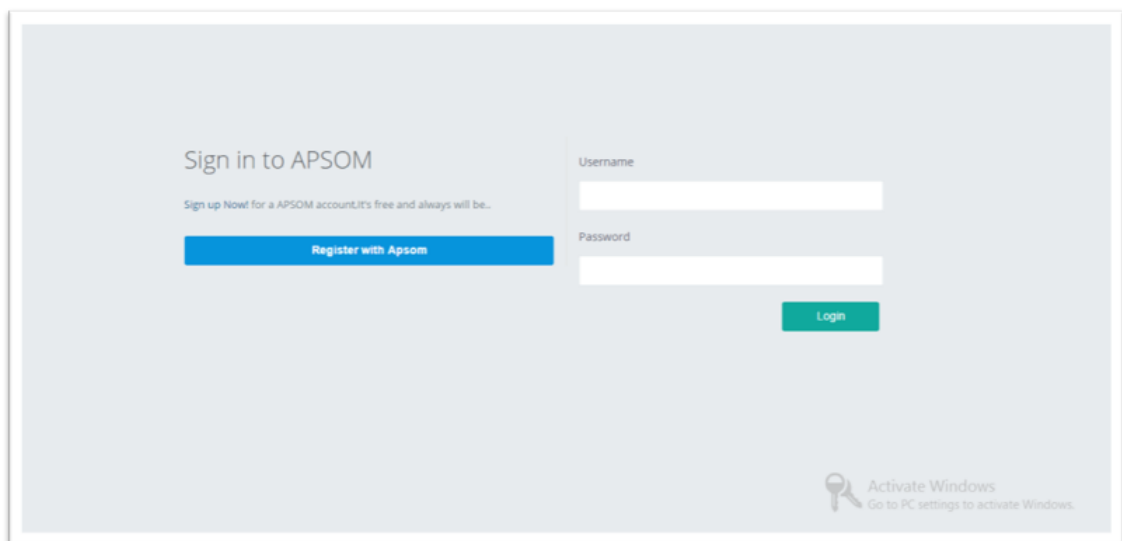 Sign in to APSOM
Sign up Now! for a APSOM account.It's free and always will be..
Register with Apsom
Username
Password
Login
Activate Windows
Go to PC settings to activate Windows.